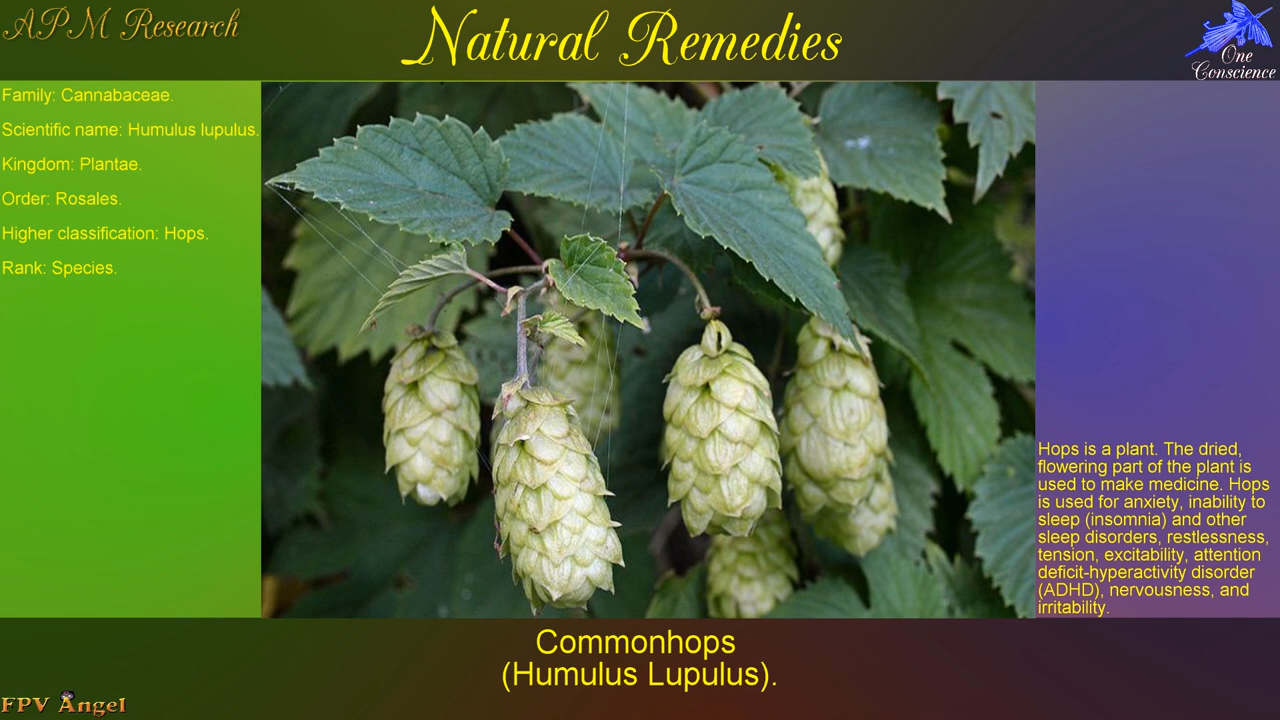 APM Research
Natural Remedies
One
Conscience
Family: Cannabaceae.
Scientific name: Humulus lupulus.
Kingdom: Plantae.
Order: Rosales.
Higher classification: Hops.
Rank: Species.
Hops is a plant. The dried,
flowering part of the plant is
used to make medicine. Hops
is used for anxiety, inability to
sleep (insomnia) and other
sleep disorders, restlessness,
tension, excitability, attention
deficit-hyperactivity disorder
(ADHD), nervousness, and
irritability.
Commonhops
(Humulus Lupulus).
FPV Angel